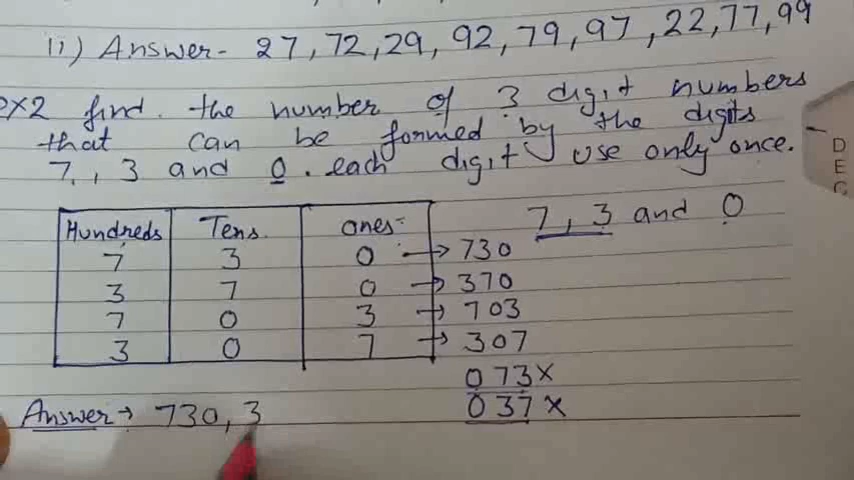 ii) Answer- 27, 72, 29, 92, 79, 97, 22, 77, 99
Ex2 find the number of 3 digit numbers
that can be formed by the digits
7, 3 and 0. each digit use only once.
7, 3 and 0
Hundreds Tens ones
7 3 0 → 730
3 7 0 → 370
7 0 3 → 703
3 0 7 → 307
073 x
037 x
Answer → 730, 3
DEC